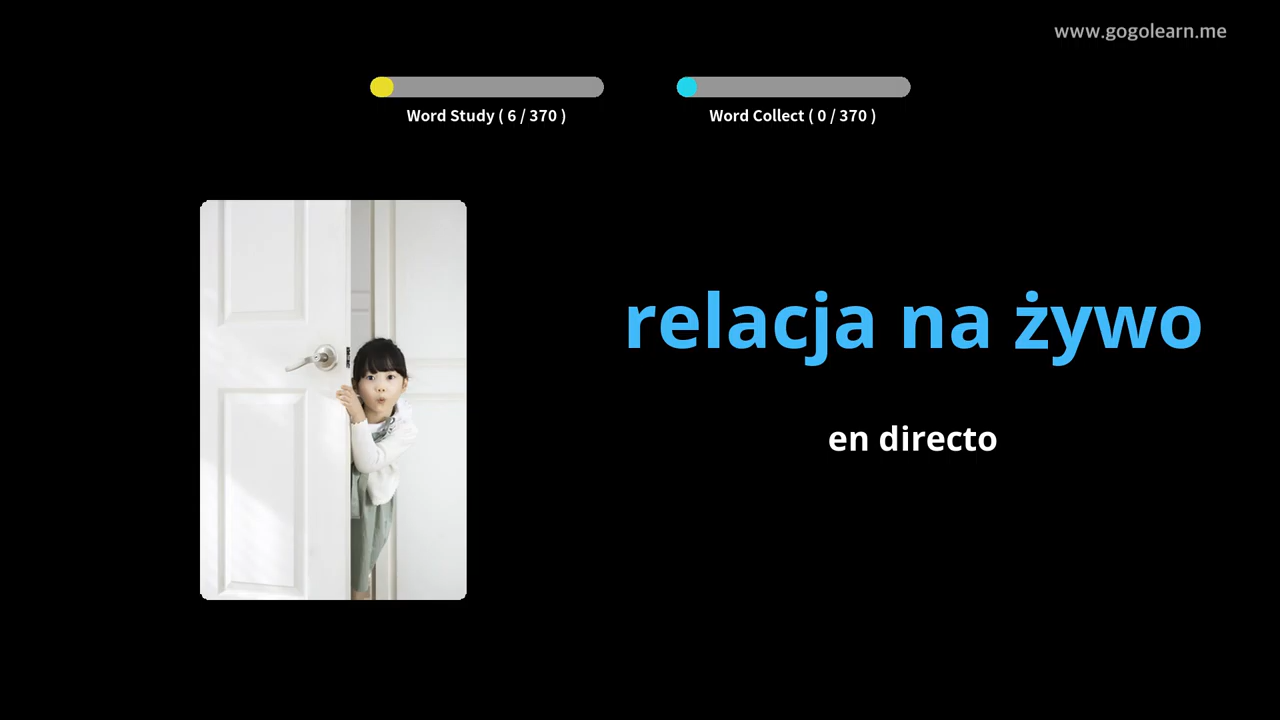 www.gogolearn.me
Word Study ( 6 / 370 )
Word Collect ( 0 / 370 )
relacja na żywo
en directo